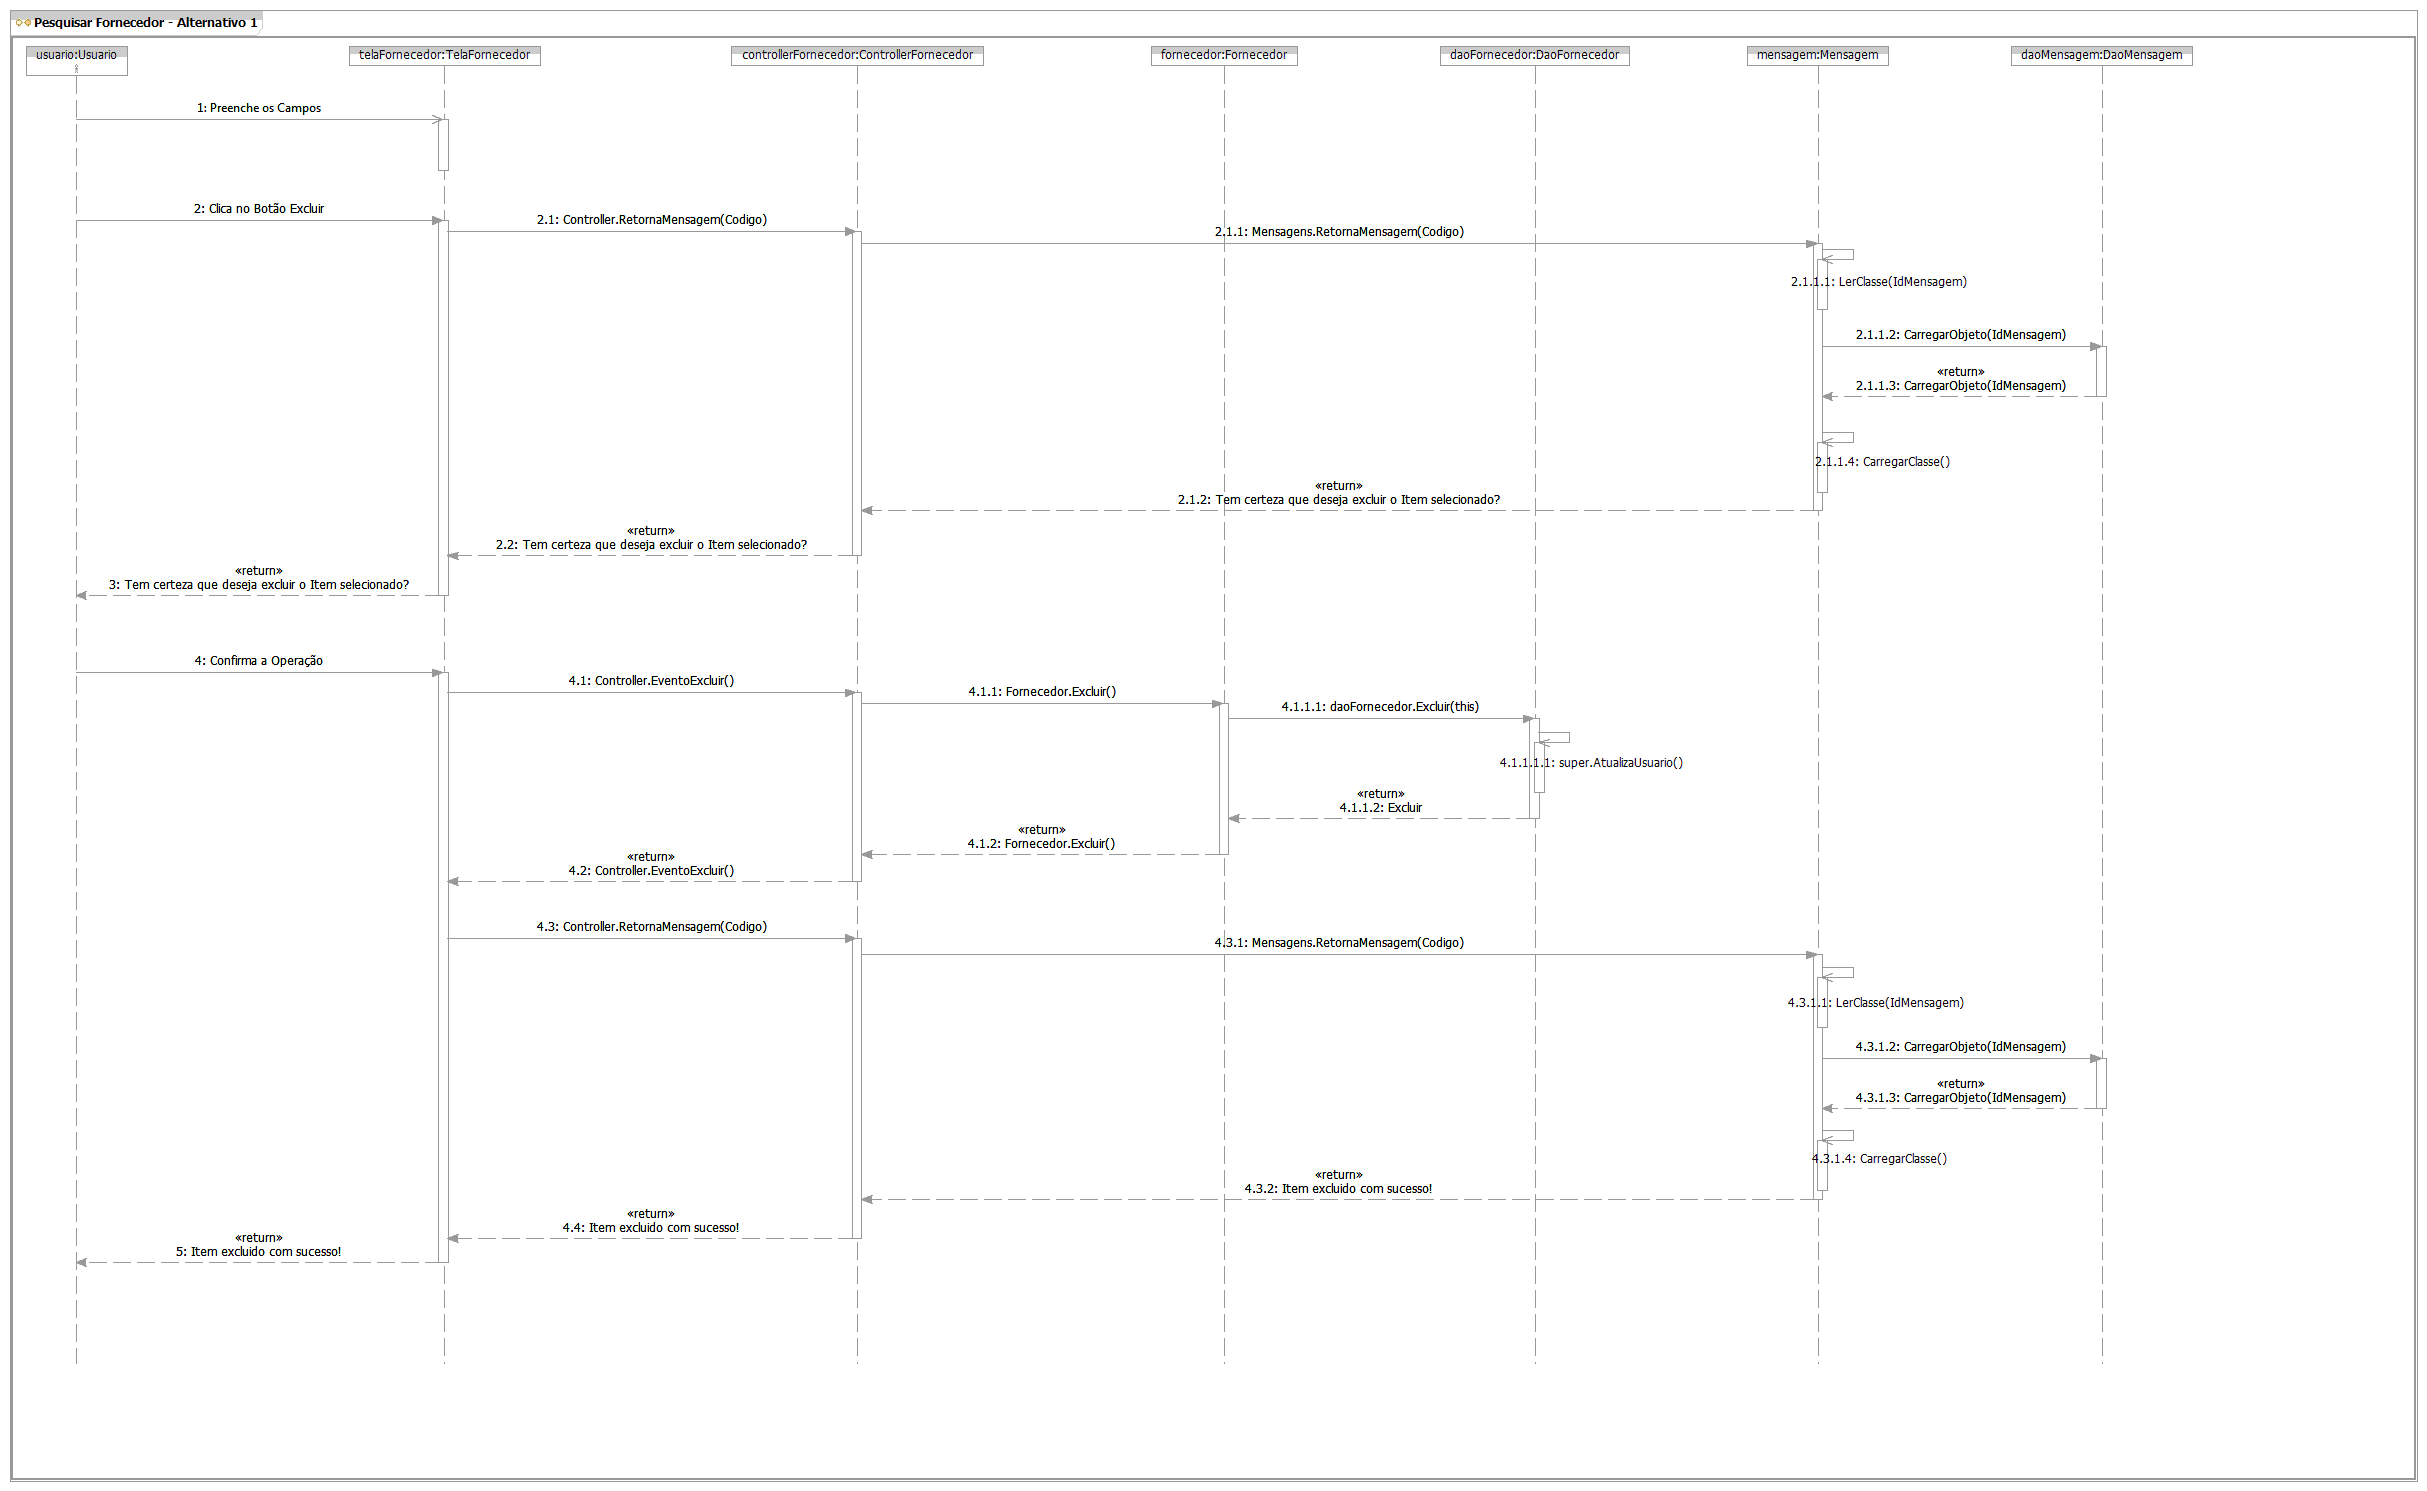 Pesquisar Fornecedor - Alternativo 1
usuario:Usuario
telaFornecedor:TelaFornecedor
controllerFornecedor:ControllerFornecedor
fornecedor:Fornecedor
daoFornecedor:DaoFornecedor
mensagem:Mensagem
daoMensagem:DaoMensagem
1: Preenche os Campos
2: Clica no Botão Excluir
2.1: Controller.RetornaMensagem(Codigo)
2.1.1: Mensagens.RetornaMensagem(Codigo)
2.1.1.1: LerClasse(IdMensagem)
2.1.1.2: CarregarObjeto(IdMensagem)
«return»
2.1.1.3: CarregarObjeto(IdMensagem)
2.1.1.4: CarregarClasse()
«return»
2.1.2: Tem certeza que deseja excluir o Item selecionado?
«return»
2.2: Tem certeza que deseja excluir o Item selecionado?
«return»
3: Tem certeza que deseja excluir o Item selecionado?
4: Confirma a Operação
4.1: Controller.EventoExcluir()
4.1.1: Fornecedor.Excluir()
4.1.1.1: daoFornecedor.Excluir(this)
4.1.1.1.1: super.AtualizaUsuario()
«return»
4.1.1.2: Excluir
«return»
4.1.2: Fornecedor.Excluir()
«return»
4.2: Controller.EventoExcluir()
4.3: Controller.RetornaMensagem(Codigo)
4.3.1: Mensagens.RetornaMensagem(Codigo)
4.3.1.1: LerClasse(IdMensagem)
4.3.1.2: CarregarObjeto(IdMensagem)
«return»
4.3.1.3: CarregarObjeto(IdMensagem)
4.3.1.4: CarregarClasse()
«return»
4.3.2: Item excluido com sucesso!
«return»
4.4: Item excluido com sucesso!
«return»
5: Item excluido com sucesso!